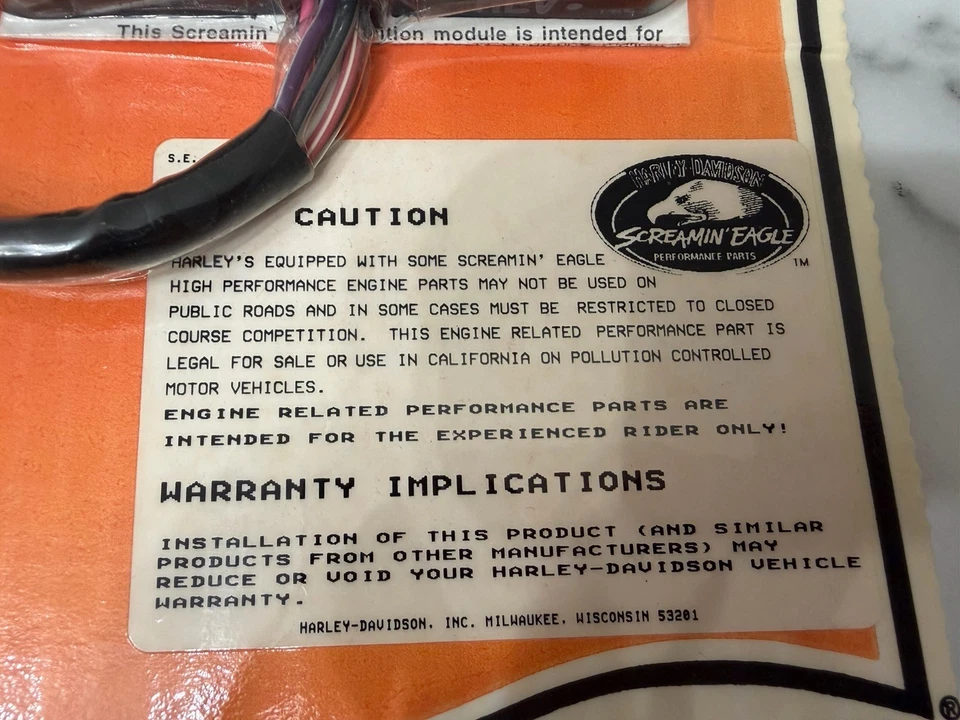 This Screamin' ition module is intended for
S.E.
HARLEY-DAVIDSON
SCREAMIN' EAGLE
PERFORMANCE PARTS
TM
CAUTION
HARLEY'S EQUIPPED WITH SOME SCREAMIN' EAGLE
HIGH PERFORMANCE ENGINE PARTS MAY NOT BE USED ON
PUBLIC ROADS AND IN SOME CASES MUST BE RESTRICTED TO CLOSED
COURSE COMPETITION. THIS ENGINE RELATED PERFORMANCE PART IS
LEGAL FOR SALE OR USE IN CALIFORNIA ON POLLUTION CONTROLLED
MOTOR VEHICLES.
ENGINE RELATED PERFORMANCE PARTS ARE
INTENDED FOR THE EXPERIENCED RIDER ONLY!
WARRANTY IMPLICATIONS
INSTALLATION OF THIS PRODUCT (AND SIMILAR
PRODUCTS FROM OTHER MANUFACTURERS) MAY
REDUCE OR VOID YOUR HARLEY-DAVIDSON VEHICLE
WARRANTY.
HARLEY-DAVIDSON, INC. MILWAUKEE, WISCONSIN 53201
®